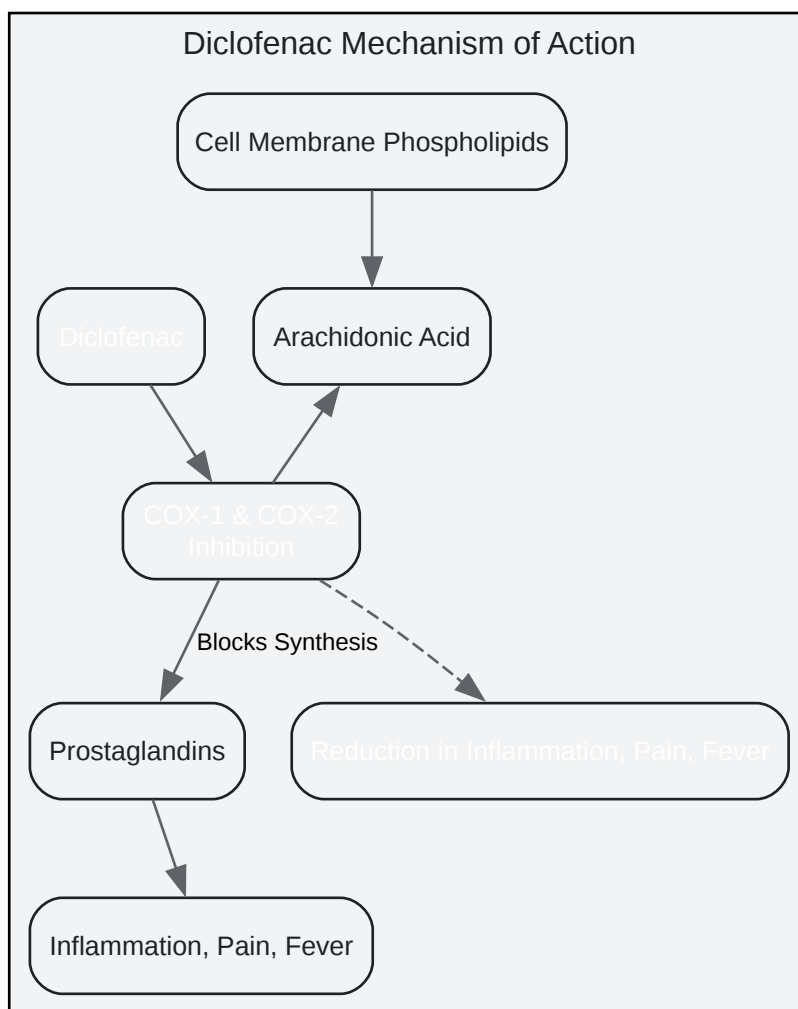 Diclofenac Mechanism of Action
Cell Membrane Phospholipids
Diclofenac
Arachidonic Acid
COX-1 & COX-2
Inhibition
Blocks Synthesis
Prostaglandins
Reduction in Inflammation, Pain, Fever
Inflammation, Pain, Fever